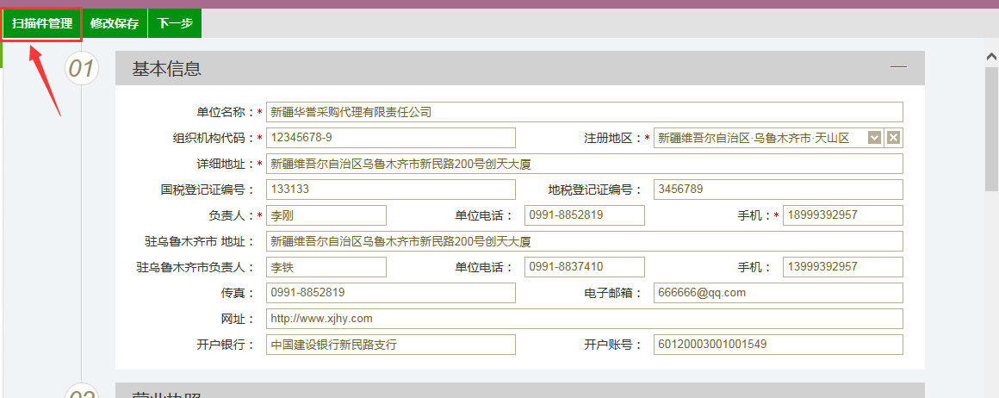 扫描件管理 修改保存 下一步
01 基本信息
单位名称：* 新疆华誉采购代理有限责任公司
组织机构代码：* 12345678-9 注册地区：* 新疆维吾尔自治区·乌鲁木齐市·天山区
详细地址：* 新疆维吾尔自治区乌鲁木齐市新民路200号创天大厦
国税登记证编号： 133133 地税登记证编号： 3456789
负责人：* 李刚 单位电话： 0991-8852819 手机：* 18999392957
驻乌鲁木齐市 地址： 新疆维吾尔自治区乌鲁木齐市新民路200号创天大厦
驻乌鲁木齐市负责人： 李铁 单位电话： 0991-8837410 手机： 13999392957
传真： 0991-8852819 电子邮箱： 666666@qq.com
网址： http://www.xjhy.com
开户银行： 中国建设银行新民路支行 开户账号： 60120003001001549
02 营业执照